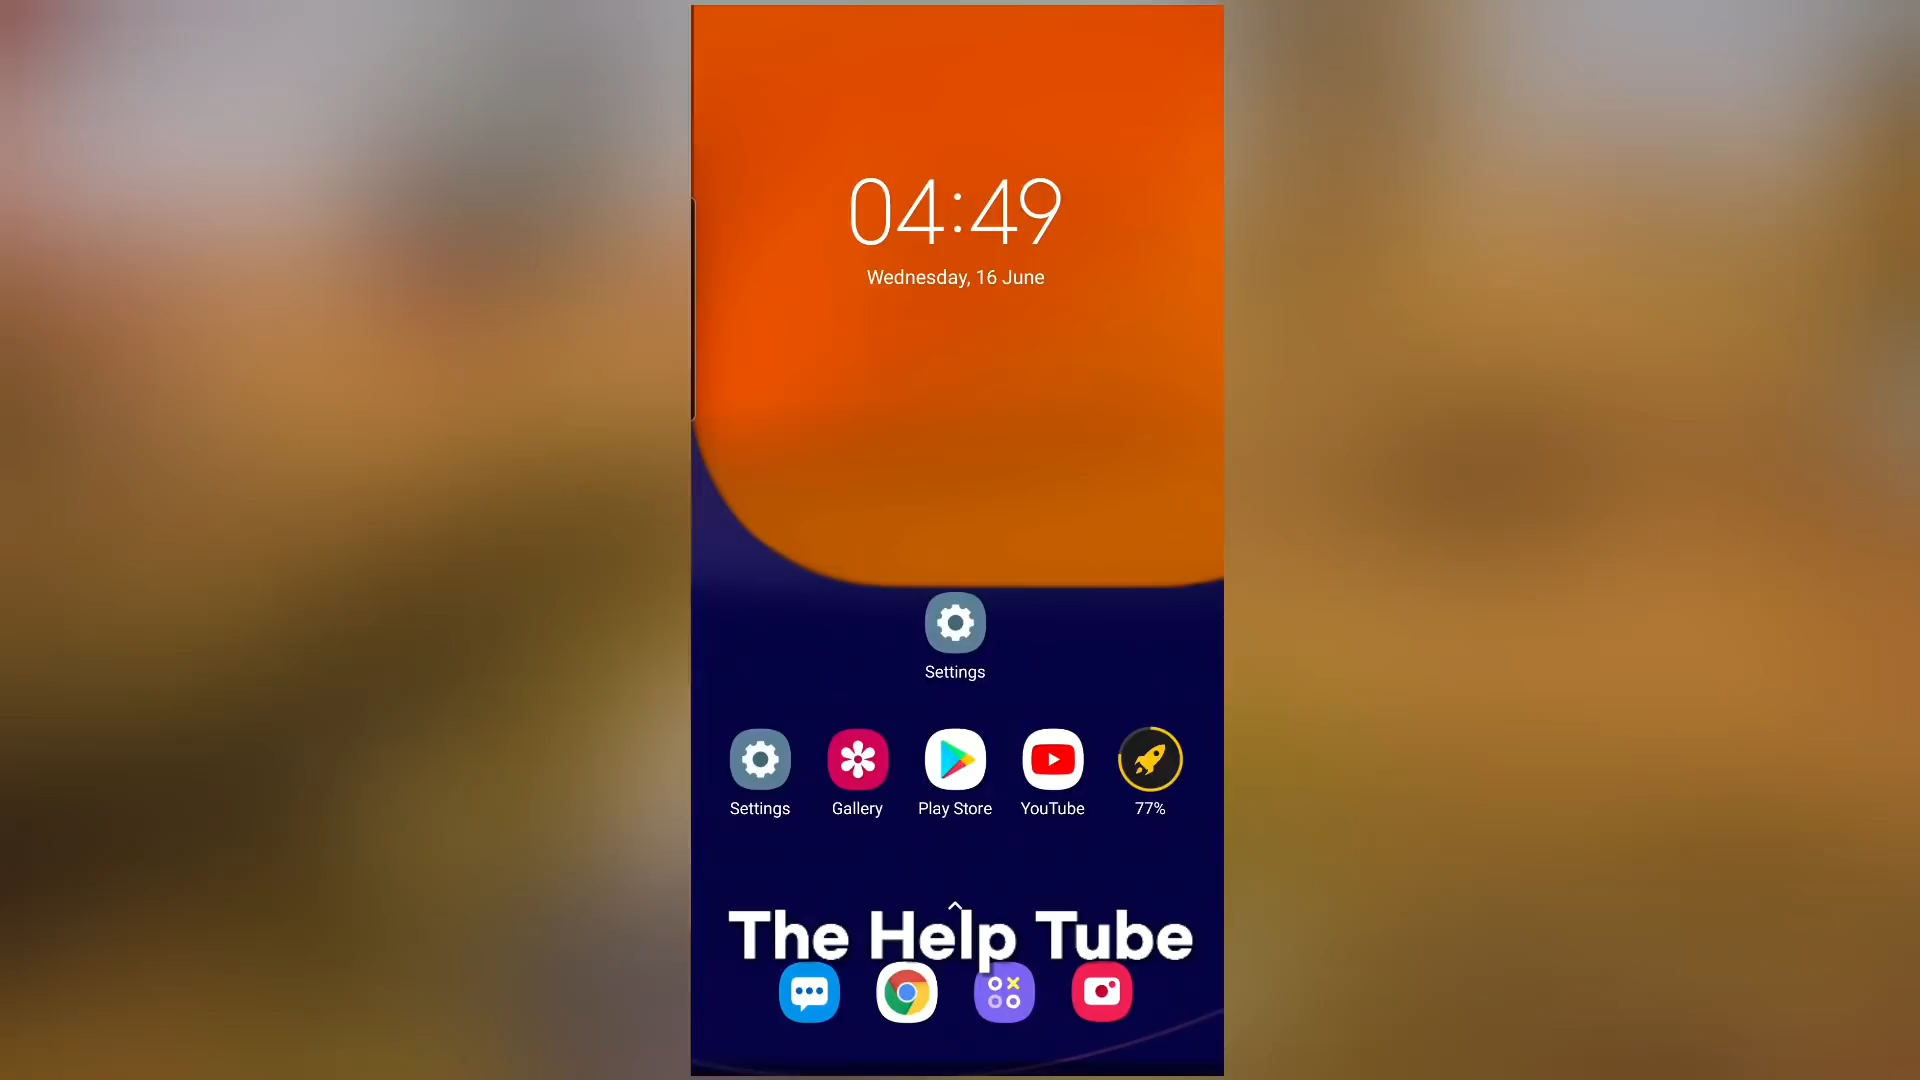 04:49
Wednesday, 16 June
Settings
Settings Gallery Play Store YouTube 77%
The Help Tube